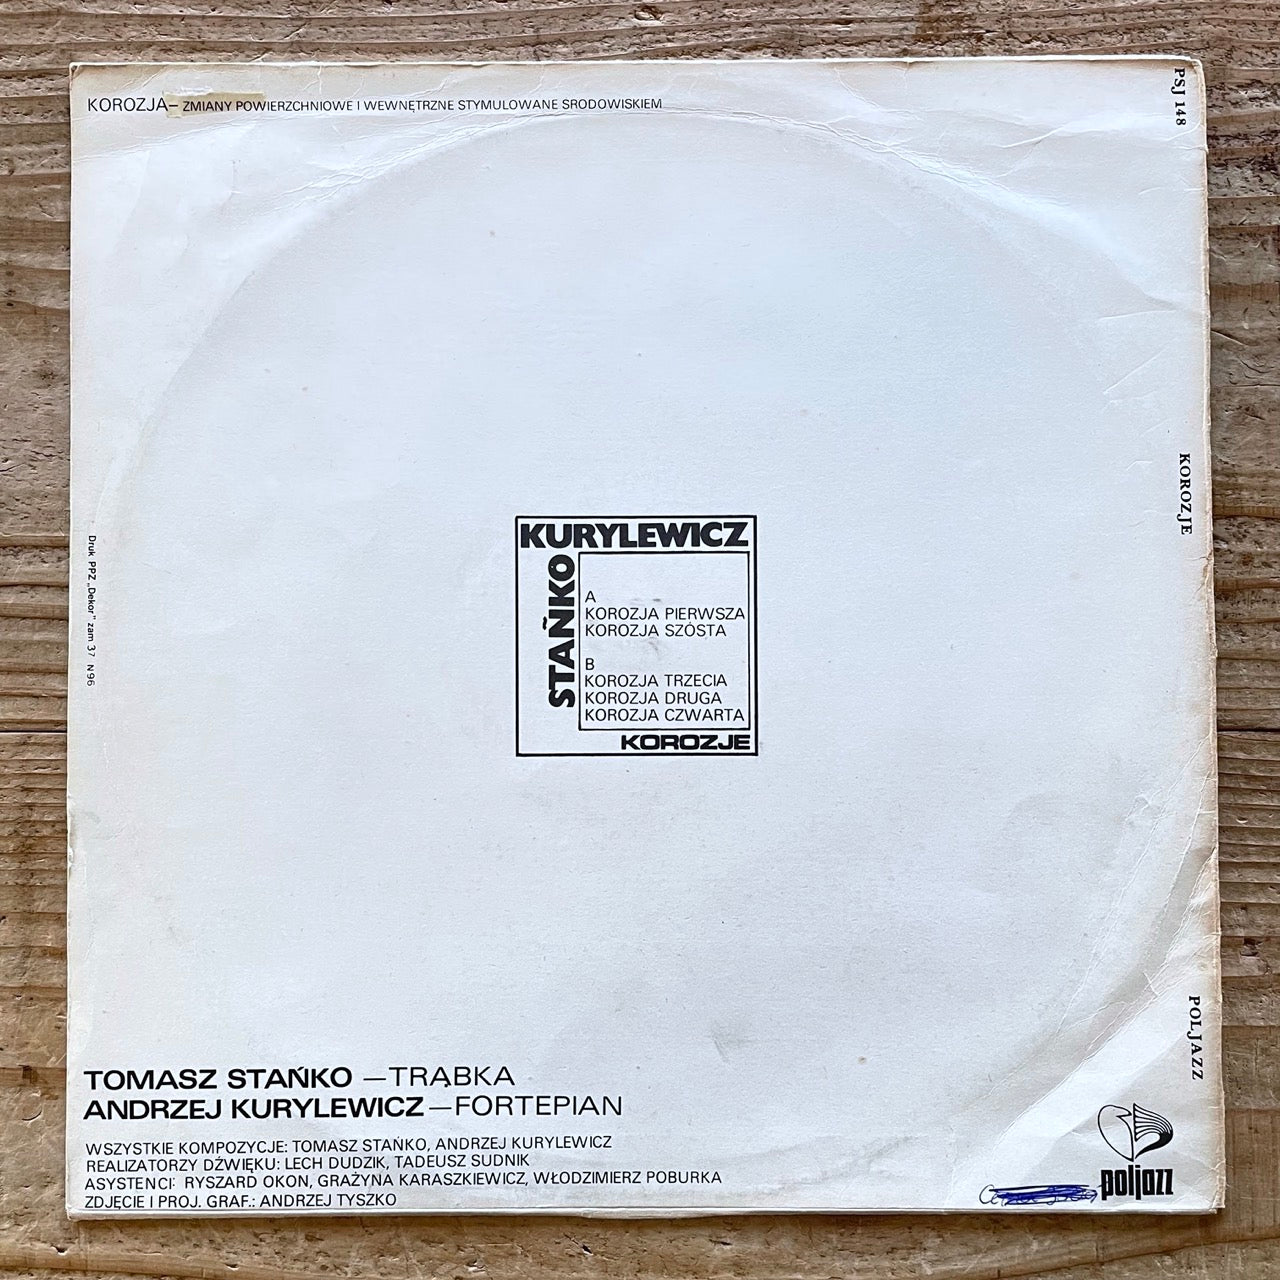 KOROZJA – ZMIANY POWIERZCHNIOWE I WEWNĘTRZNE STYMULOWANE SRODOWISKIEM
PSJ 148
KOROZJE
POLJAZZ
Druk PPZ „Dekor" zam 37 N96
KURYLEWICZ
STAŃKO
A
KOROZJA PIERWSZA
KOROZJA SZÓSTA
B
KOROZJA TRZECIA
KOROZJA DRUGA
KOROZJA CZWARTA
KOROZJE
TOMASZ STAŃKO – TRĄBKA
ANDRZEJ KURYLEWICZ – FORTEPIAN
WSZYSTKIE KOMPOZYCJE: TOMASZ STAŃKO, ANDRZEJ KURYLEWICZ
REALIZATORZY DŹWIĘKU: LECH DUDZIK, TADEUSZ SUDNIK
ASYSTENCI: RYSZARD OKON, GRAŻYNA KARASZKIEWICZ, WŁODZIMIERZ POBURKA
ZDJĘCIE I PROJ. GRAF.: ANDRZEJ TYSZKO
poljazz